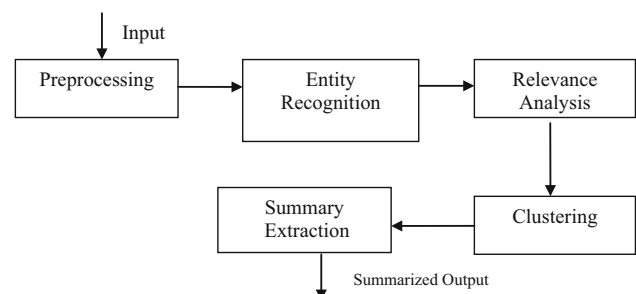 Input
Preprocessing
Entity
Recognition
Relevance
Analysis
Clustering
Summary
Extraction
Summarized Output